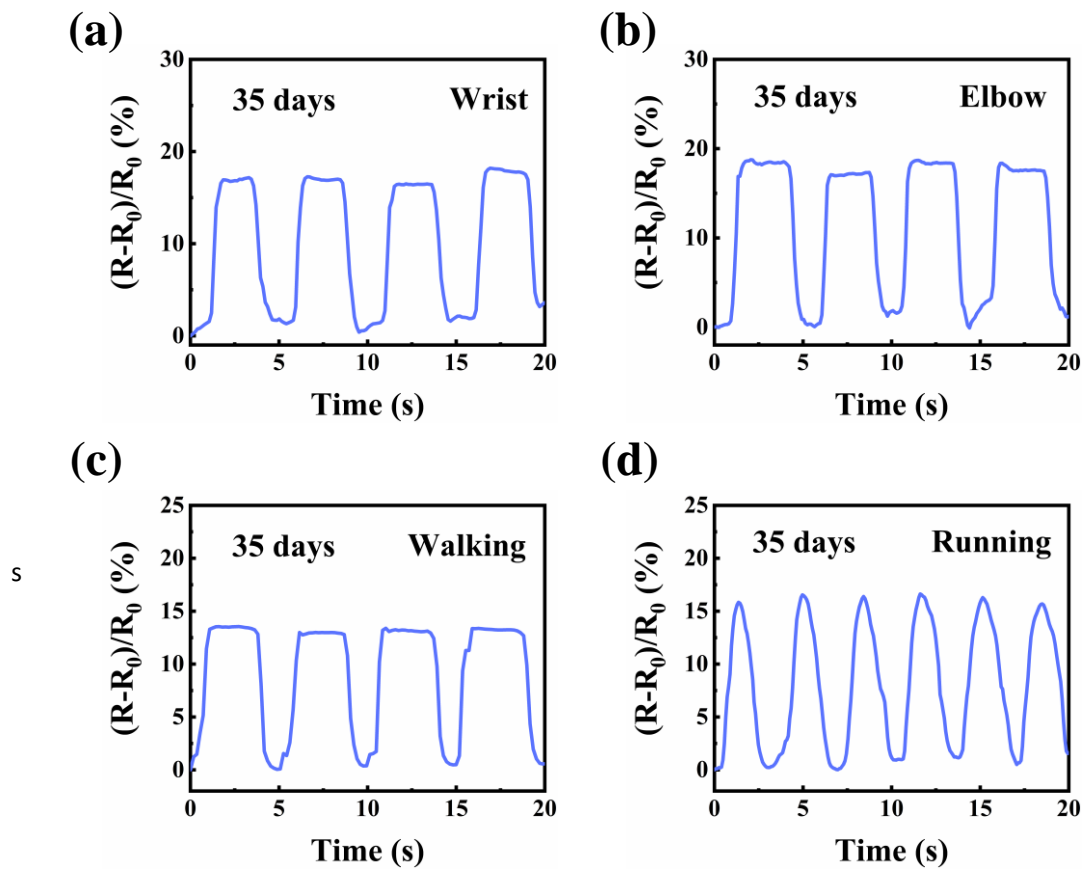 (a)
(b)
30
20
10
0
(R-R₀)/R₀ (%)
35 days
Wrist
0
5
10
15
20
Time (s)
30
20
10
0
(R-R₀)/R₀ (%)
35 days
Elbow
0
5
10
15
20
Time (s)
(c)
(d)
25
20
15
10
5
0
(R-R₀)/R₀ (%)
35 days
Walking
0
5
10
15
20
Time (s)
25
20
15
10
5
0
(R-R₀)/R₀ (%)
35 days
Running
0
5
10
15
20
Time (s)
s